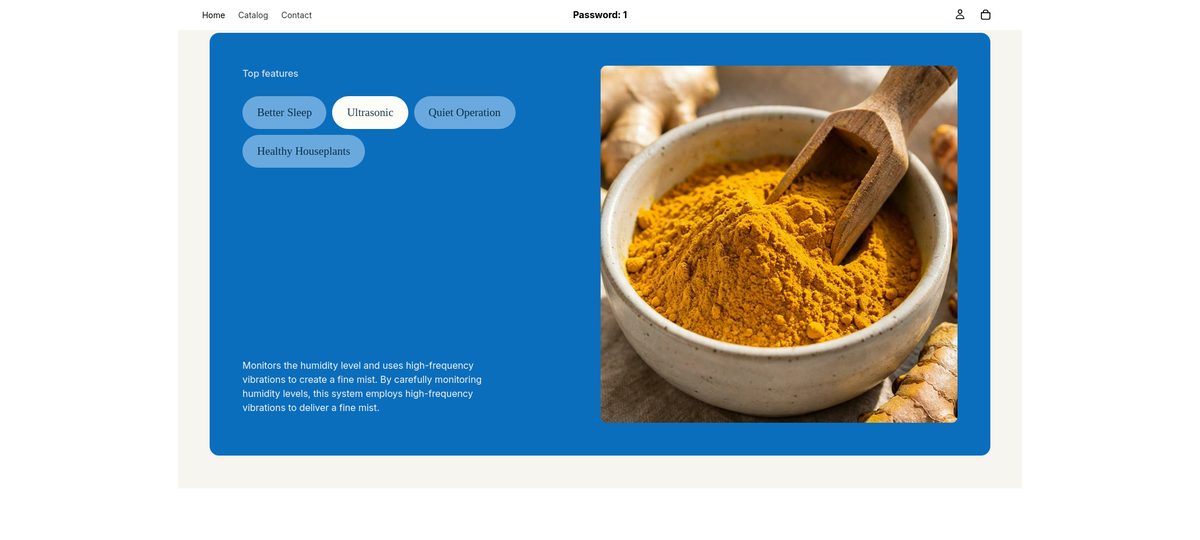 Home Catalog Contact
Password: 1
Top features
Better Sleep
Ultrasonic
Quiet Operation
Healthy Houseplants
Monitors the humidity level and uses high-frequency
vibrations to create a fine mist. By carefully monitoring
humidity levels, this system employs high-frequency
vibrations to deliver a fine mist.